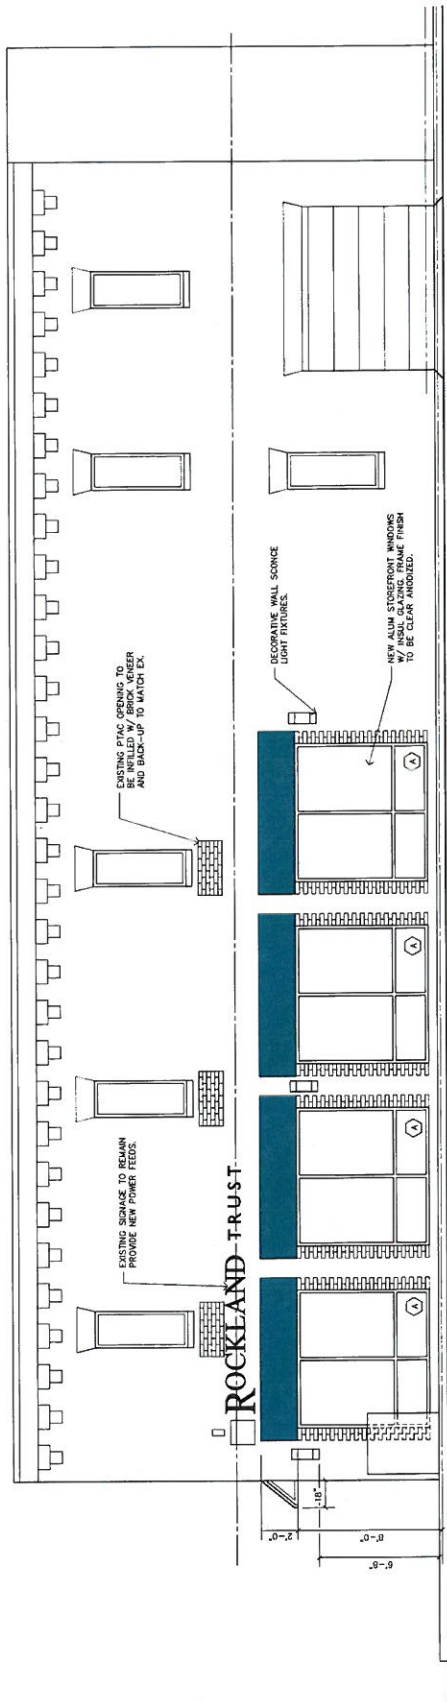 EXISTING SIGNAGE TO REMAIN
PROVIDE NEW POWER FEEDS.
EXISTING PTAC OPENING TO
BE INFILLED W/ BRICK VENEER
AND BACK-UP TO MATCH EX.
ROCKLAND TRUST
DECORATIVE WALL SCONCE
LIGHT FIXTURES.
NEW ALUM STOREFRONT WINDOWS
W/ INSUL GLAZING. FRAME FINISH
TO BE CLEAR ANODIZED.
A
A
A
A
2'-0"
18"
8'-0"
6'-8"